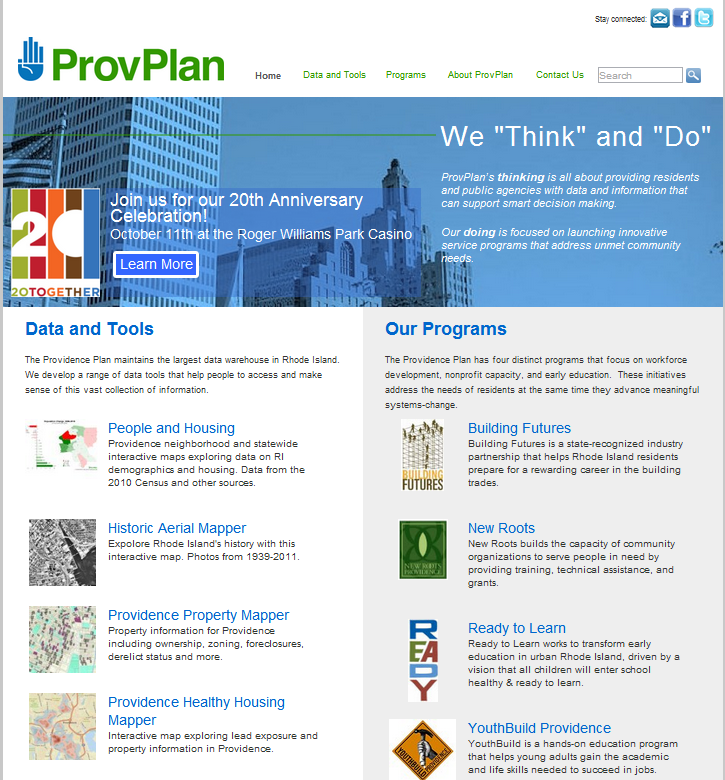 Stay connected:
ProvPlan
Home
Data and Tools
Programs
About ProvPlan
Contact Us
Search
We "Think" and "Do"
ProvPlan's thinking is all about providing residents
and public agencies with data and information that
can support smart decision making.
Our doing is focused on launching innovative
service programs that address unmet community
needs.
20
20TOGETHER
Join us for our 20th Anniversary
Celebration!
October 11th at the Roger Williams Park Casino
Learn More
Data and Tools
The Providence Plan maintains the largest data warehouse in Rhode Island.
We develop a range of data tools that help people to access and make
sense of this vast collection of information.
People and Housing
Providence neighborhood and statewide
interactive maps exploring data on RI
demographics and housing. Data from the
2010 Census and other sources.
Historic Aerial Mapper
Expolore Rhode Island's history with this
interactive map. Photos from 1939-2011.
Providence Property Mapper
Property information for Providence
including ownership, zoning, foreclosures,
derelict status and more.
Providence Healthy Housing
Mapper
Interactive map exploring lead exposure and
property information in Providence.
Our Programs
The Providence Plan has four distinct programs that focus on workforce
development, nonprofit capacity, and early education. These initiatives
address the needs of residents at the same time they advance meaningful
systems-change.
BUILDING
FUTURES
Building Futures
Building Futures is a state-recognized industry
partnership that helps Rhode Island residents
prepare for a rewarding career in the building
trades.
NEW ROOTS
PROVIDENCE
New Roots
New Roots builds the capacity of community
organizations to serve people in need by
providing training, technical assistance, and
grants.
READY
Ready to Learn
Ready to Learn works to transform early
education in urban Rhode Island, driven by a
vision that all children will enter school
healthy & ready to learn.
YOUTHBUILD PROVIDENCE
YouthBuild Providence
YouthBuild is a hands-on education program
that helps young adults gain the academic
and life skills needed to succeed in jobs.